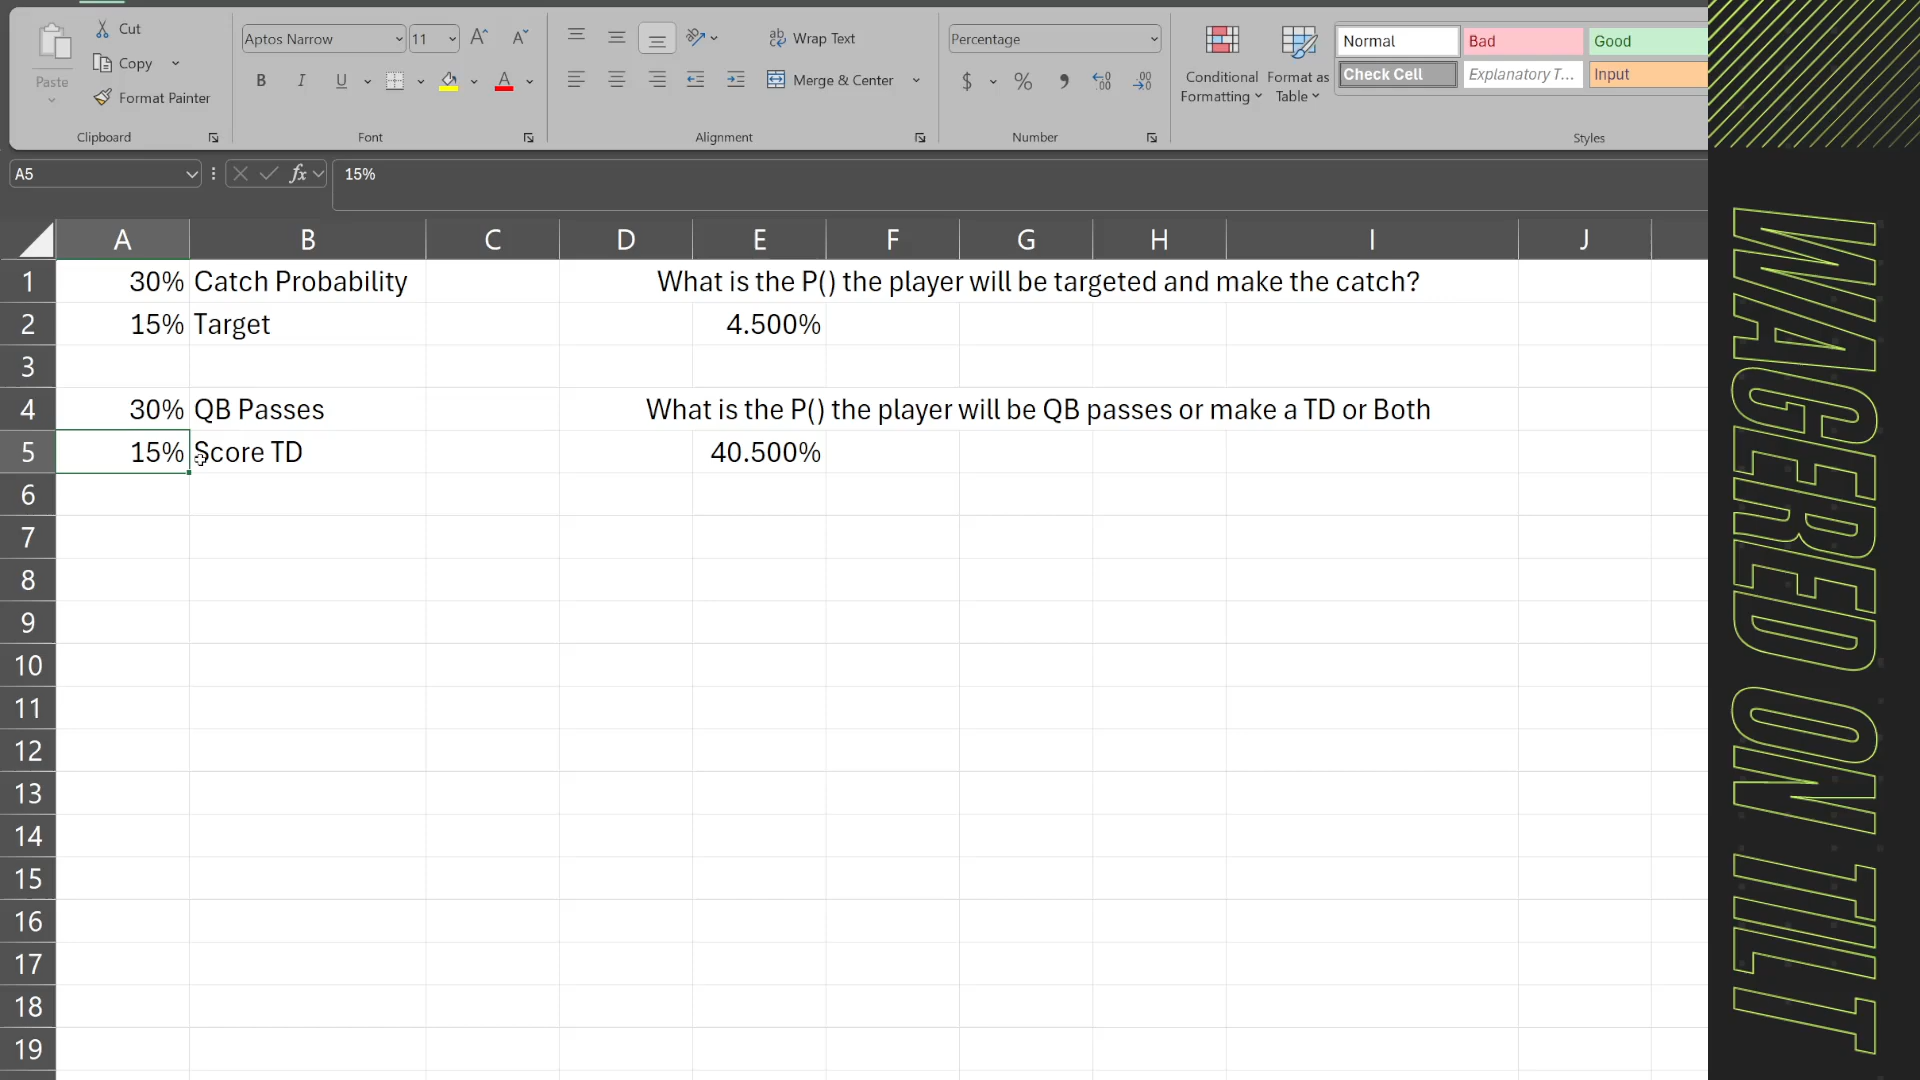 Cut
Copy
Format Painter
Paste
Clipboard
Aptos Narrow 11
B I U A
Font
Wrap Text
Merge & Center
Alignment
Percentage
$ % 9 .00 .00
Number
Conditional Formatting
Format as Table
Normal Bad Good
Check Cell Explanatory T... Input
Styles
A5 fx 15%
A B C D E F G H I J
1 30% Catch Probability What is the P() the player will be targeted and make the catch?
2 15% Target 4.500%
3
4 30% QB Passes What is the P() the player will be QB passes or make a TD or Both
5 15% Score TD 40.500%
6
7
8
9
10
11
12
13
14
15
16
17
18
19
WAGERED ON TILT